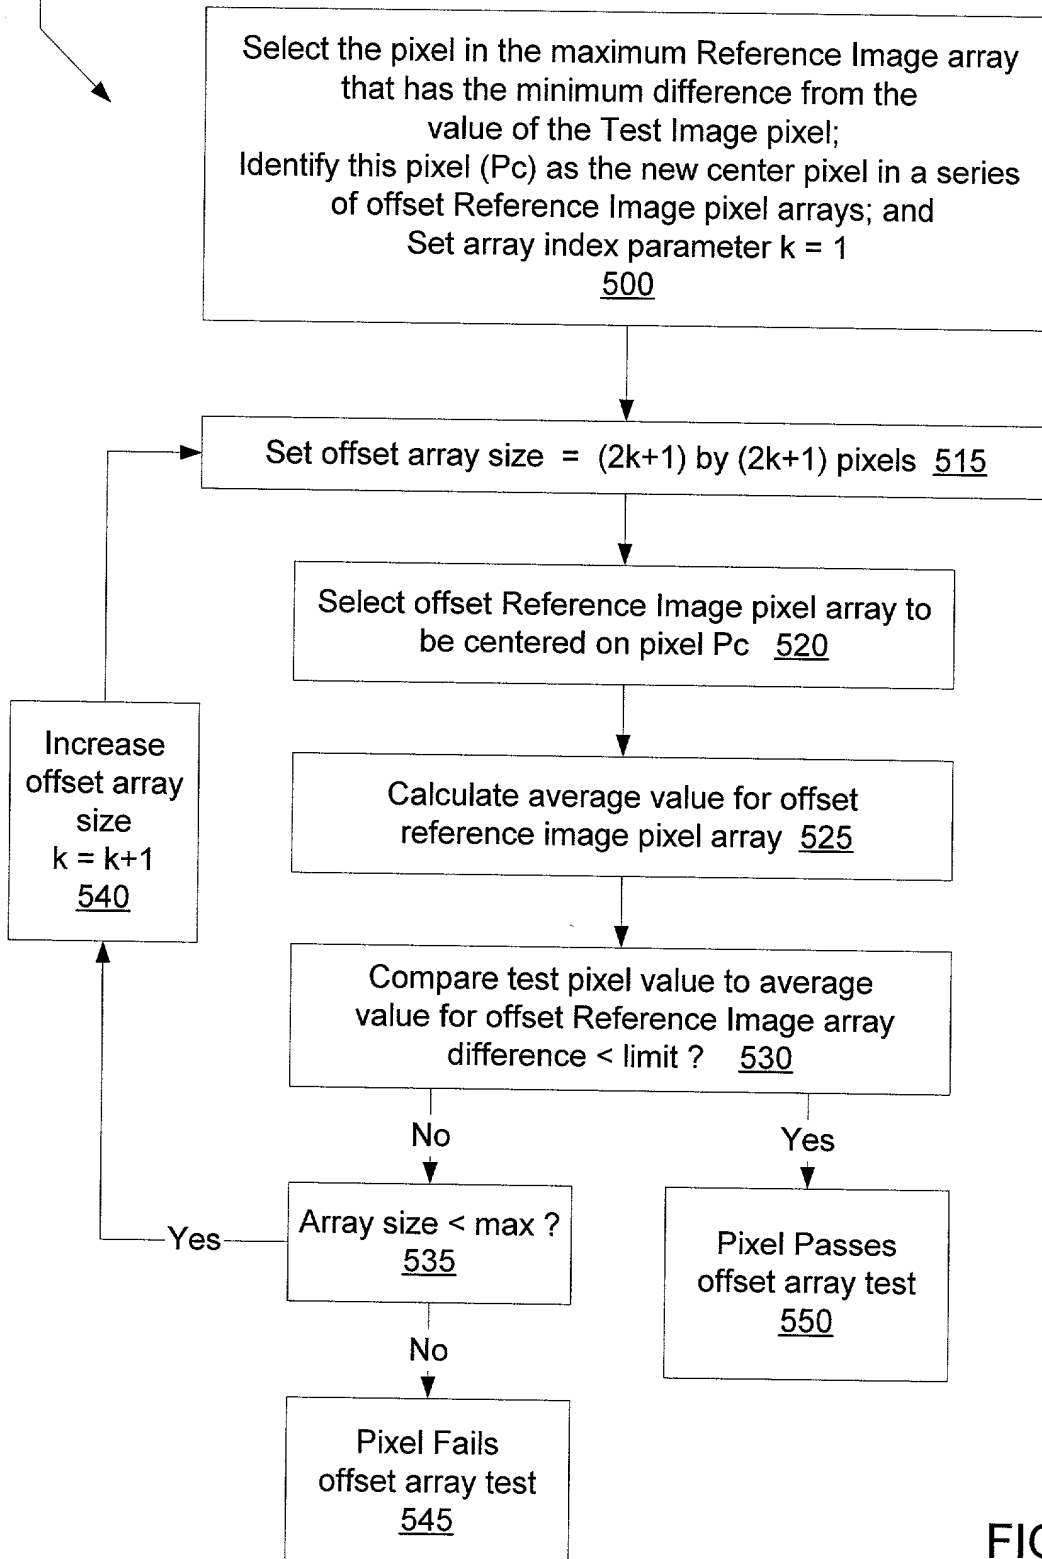 Select the pixel in the maximum Reference Image array
that has the minimum difference from the
value of the Test Image pixel;
Identify this pixel (Pc) as the new center pixel in a series
of offset Reference Image pixel arrays; and
Set array index parameter k = 1
500
Set offset array size = (2k+1) by (2k+1) pixels 515
Select offset Reference Image pixel array to
be centered on pixel Pc 520
Increase
offset array
size
k = k+1
540
Calculate average value for offset
reference image pixel array 525
Compare test pixel value to average
value for offset Reference Image array
difference < limit ? 530
No
Yes
Array size < max ?
535
Yes
Pixel Passes
offset array test
550
No
Pixel Fails
offset array test
545
FIG